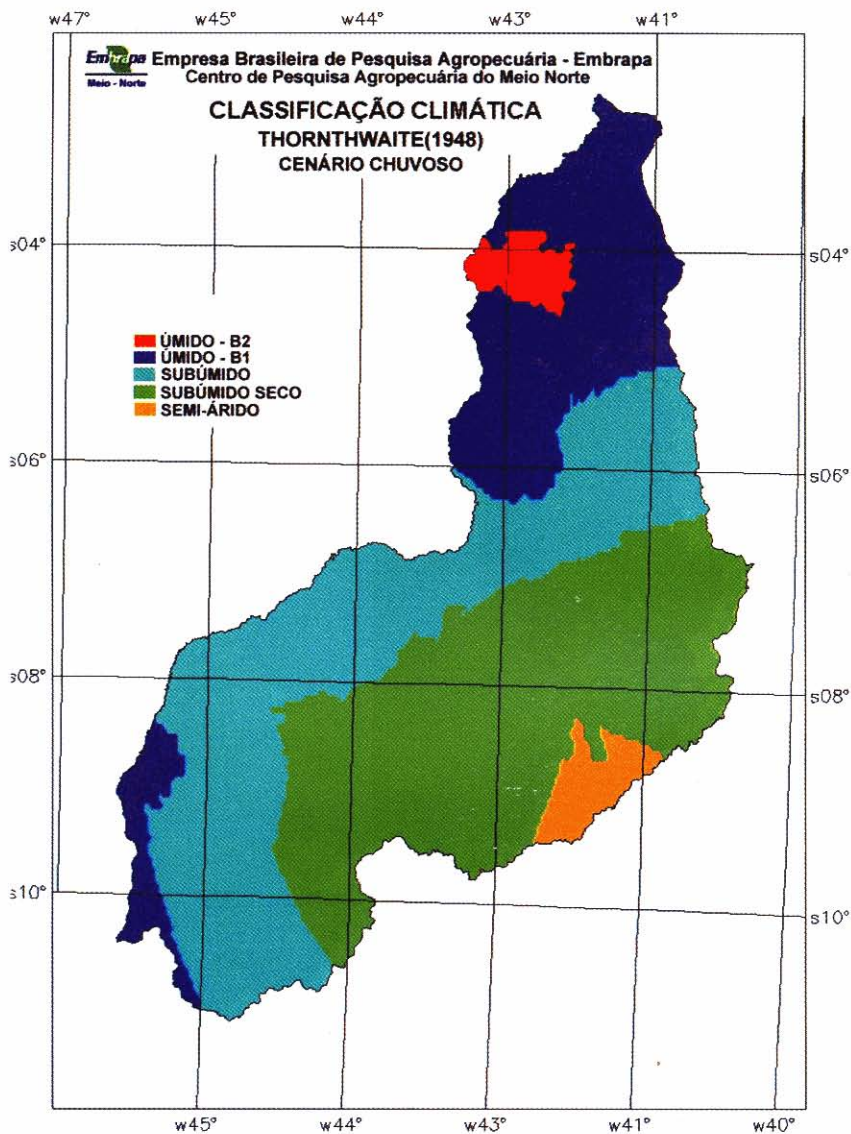 w47° w45° w44° w43° w41°
Embrapa
Meio - Norte
Empresa Brasileira de Pesquisa Agropecuária - Embrapa
Centro de Pesquisa Agropecuária do Meio Norte
CLASSIFICAÇÃO CLIMÁTICA
THORNTHWAITE(1948)
CENÁRIO CHUVOSO
s04° s04°
ÚMIDO - B2
ÚMIDO - B1
SUBÚMIDO
SUBÚMIDO SECO
SEMI-ÁRIDO
s06° s06°
s08° s08°
s10° s10°
w45° w44° w43° w41° w40°